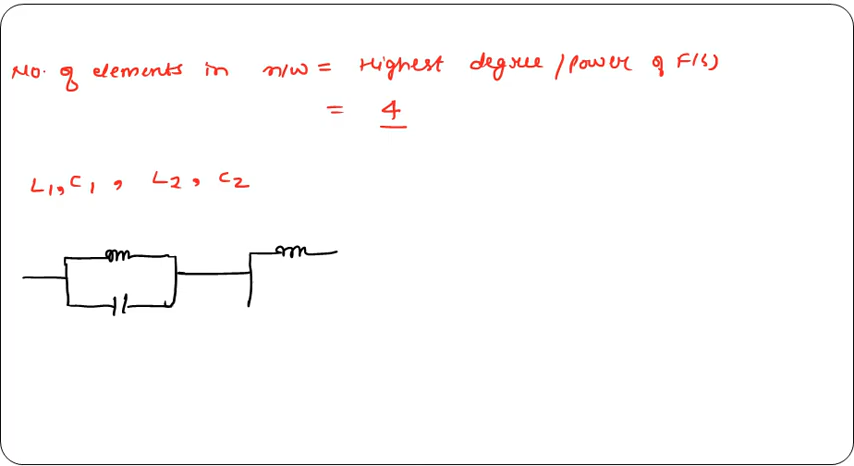 No. of elements in n/w = Highest degree / Power of F(s)
= 4
L1, C1, L2, C2